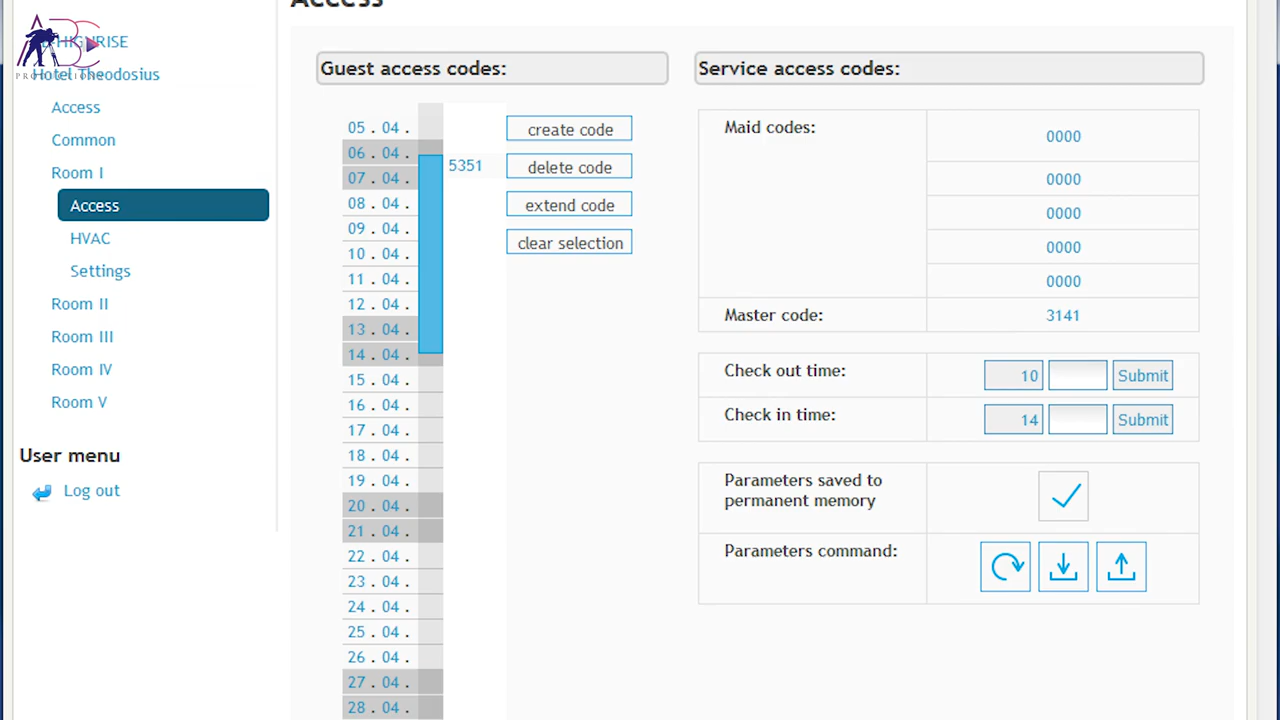 Access
HIGHRISE
ABC
PRODUCTIONS
Hotel Theodosius
Access
Common
Room I
Access
HVAC
Settings
Room II
Room III
Room IV
Room V
User menu
Log out
Guest access codes:
05 . 04 .
06 . 04 .
07 . 04 .
08 . 04 .
09 . 04 .
10 . 04 .
11 . 04 .
12 . 04 .
13 . 04 .
14 . 04 .
15 . 04 .
16 . 04 .
17 . 04 .
18 . 04 .
19 . 04 .
20 . 04 .
21 . 04 .
22 . 04 .
23 . 04 .
24 . 04 .
25 . 04 .
26 . 04 .
27 . 04 .
28 . 04 .
5351
create code
delete code
extend code
clear selection
Service access codes:
Maid codes:
0000
0000
0000
0000
0000
Master code:
3141
Check out time:
10
Submit
Check in time:
14
Submit
Parameters saved to
permanent memory
Parameters command: